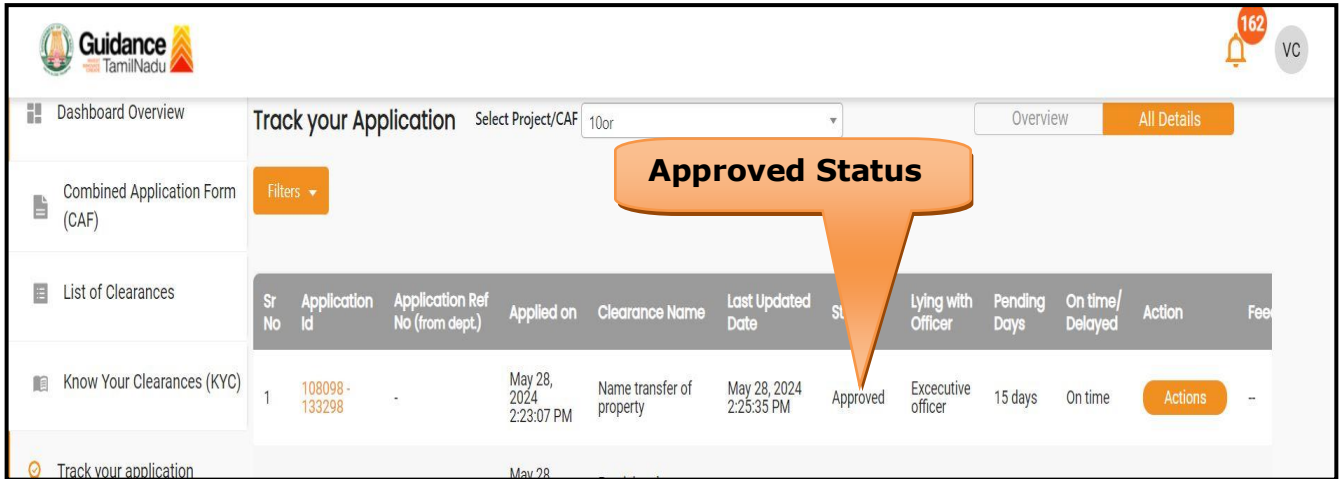 Guidance
TamilNadu
162
VC
Dashboard Overview
Track your Application
Select Project/CAF
10or
Overview
All Details
Approved Status
Combined Application Form
(CAF)
Filters
List of Clearances
Sr
No
Application
Id
Application Ref
No (from dept.)
Applied on
Clearance Name
Last Updated
Date
Lying with
Officer
Pending
Days
On time/
Delayed
Action
Know Your Clearances (KYC)
1
108098 -
133298
-
May 28,
2024
2:23:07 PM
Name transfer of
property
May 28, 2024
2:25:35 PM
Approved
Excecutive
officer
15 days
On time
Actions
--
Track your application
May 28